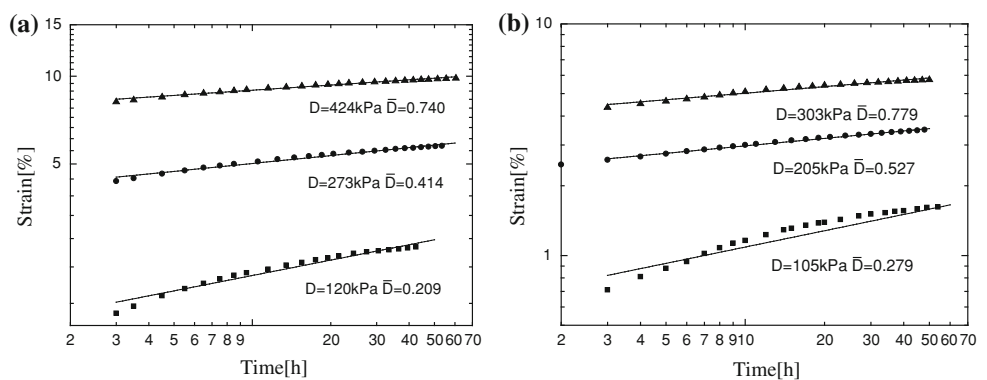 (a)
15
10
5
Strain[%]
D=424kPa D̄=0.740
D=273kPa D̄=0.414
D=120kPa D̄=0.209
2 3 4 5 6 7 8 9 20 30 40 50 60 70
Time[h]
(b)
10
1
Strain[%]
D=303kPa D̄=0.779
D=205kPa D̄=0.527
D=105kPa D̄=0.279
2 3 4 5 6 7 8 910 20 30 40 50 60 70
Time[h]